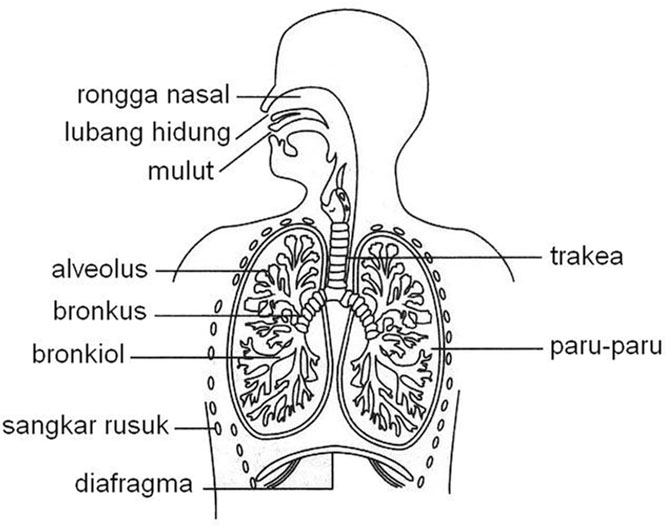 rongga nasal
lubang hidung
mulut
alveolus
bronkus
bronkiol
sangkar rusuk
diafragma
trakea
paru-paru